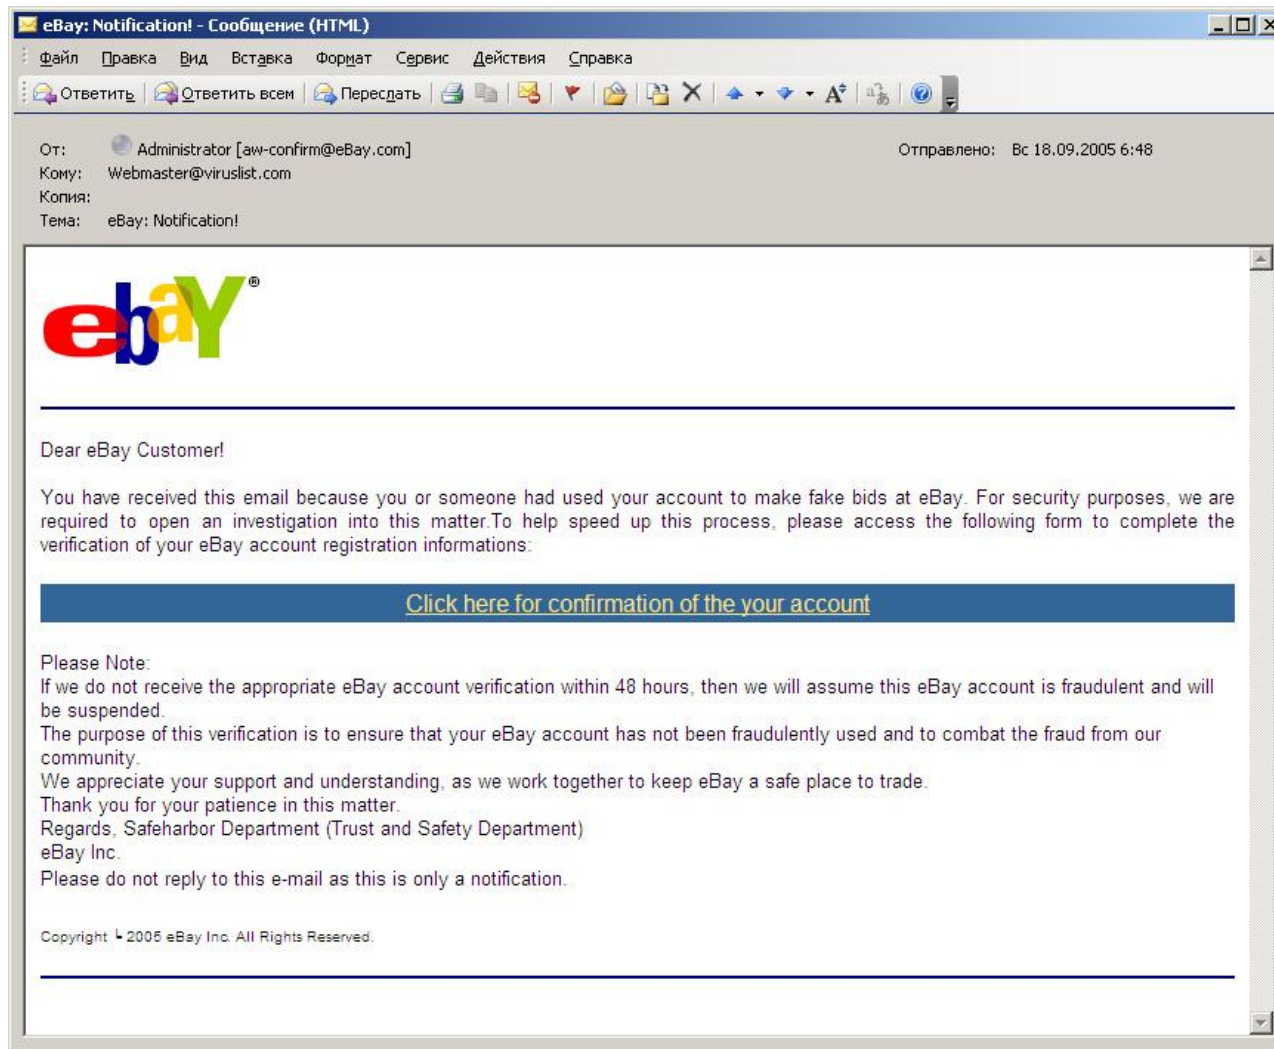 eBay: Notification! - Сообщение (HTML)
Файл Правка Вид Вставка Формат Сервис Действия Справка
Ответить Ответить всем Переслать
От: Administrator [aw-confirm@eBay.com] Отправлено: Вс 18.09.2005 6:48
Кому: Webmaster@viruslist.com
Копия:
Тема: eBay: Notification!
ebaY®
Dear eBay Customer!
You have received this email because you or someone had used your account to make fake bids at eBay. For security purposes, we are
required to open an investigation into this matter.To help speed up this process, please access the following form to complete the
verification of your eBay account registration informations:
Click here for confirmation of the your account
Please Note:
If we do not receive the appropriate eBay account verification within 48 hours, then we will assume this eBay account is fraudulent and will
be suspended.
The purpose of this verification is to ensure that your eBay account has not been fraudulently used and to combat the fraud from our
community.
We appreciate your support and understanding, as we work together to keep eBay a safe place to trade.
Thank you for your patience in this matter.
Regards, Safeharbor Department (Trust and Safety Department)
eBay Inc.
Please do not reply to this e-mail as this is only a notification.
Copyright └ 2005 eBay Inc. All Rights Reserved.